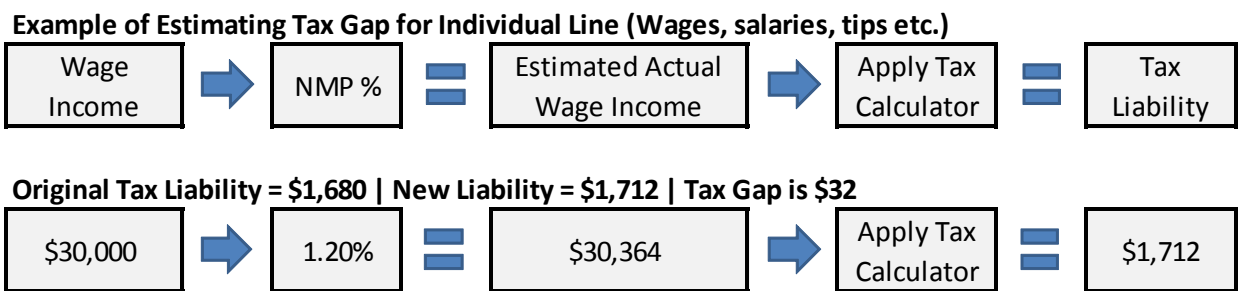 Example of Estimating Tax Gap for Individual Line (Wages, salaries, tips etc.)
Wage
Income
NMP %
Estimated Actual
Wage Income
Apply Tax
Calculator
Tax
Liability
Original Tax Liability = $1,680 | New Liability = $1,712 | Tax Gap is $32
$30,000
1.20%
$30,364
Apply Tax
Calculator
$1,712